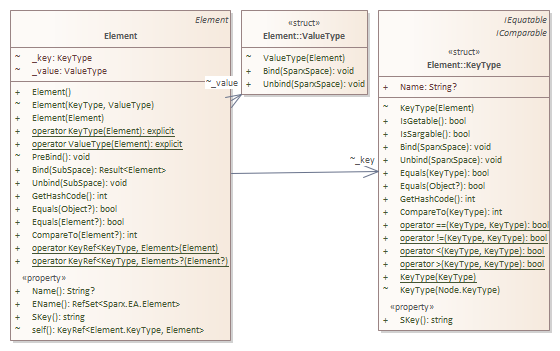 Element
Element
~ _key: KeyType
~ _value: ValueType
+ Element()
~ Element(KeyType, ValueType)
+ Element(Element)
+ operator KeyType(Element): explicit
+ operator ValueType(Element): explicit
~ PreBind(): void
+ Bind(SubSpace): Result<Element>
+ Unbind(SubSpace): void
+ GetHashCode(): int
+ Equals(Object?): bool
+ Equals(Element?): bool
+ CompareTo(Element?): int
+ operator KeyRef<KeyType, Element>(Element)
+ operator KeyRef<KeyType, Element>?(Element?)
«property»
+ Name(): String?
+ EName(): RefSet<Sparx.EA.Element>
+ SKey(): string
~ self(): KeyRef<Element.KeyType, Element>
~_value
~_key
«struct»
Element::ValueType
~ ValueType(Element)
+ Bind(SparxSpace): void
+ Unbind(SparxSpace): void
IEquatable
IComparable
«struct»
Element::KeyType
+ Name: String?
~ KeyType(Element)
+ IsGetable(): bool
+ IsSargable(): bool
+ Bind(SparxSpace): void
+ Unbind(SparxSpace): void
+ Equals(KeyType): bool
+ Equals(Object?): bool
+ GetHashCode(): int
+ CompareTo(KeyType): int
+ operator ==(KeyType, KeyType): bool
+ operator !=(KeyType, KeyType): bool
+ operator <(KeyType, KeyType): bool
+ operator >(KeyType, KeyType): bool
+ KeyType(KeyType)
~ KeyType(Node.KeyType)
«property»
+ SKey(): string